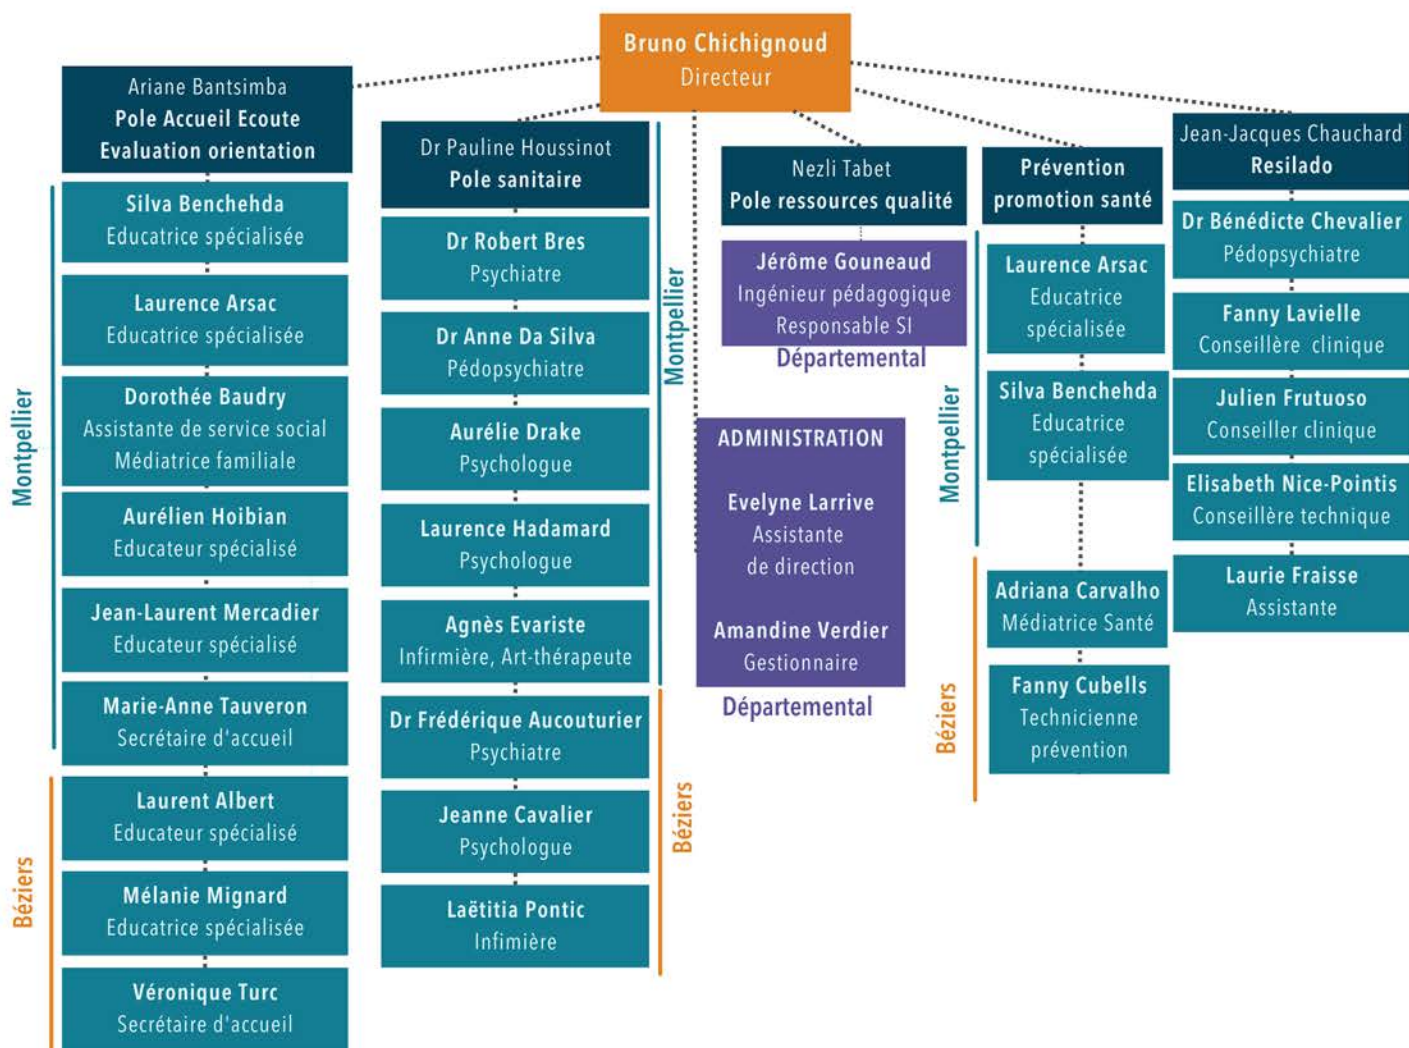 Bruno Chichignoud
Directeur
Ariane Bantsimba
Pole Accueil Ecoute
Evaluation orientation
Montpellier
Silva Benchehda
Educatrice spécialisée
Laurence Arsac
Educatrice spécialisée
Dorothée Baudry
Assistante de service social
Médiatrice familiale
Aurélien Hoibian
Educateur spécialisé
Jean-Laurent Mercadier
Educateur spécialisé
Marie-Anne Tauveron
Secrétaire d'accueil
Béziers
Laurent Albert
Educateur spécialisé
Mélanie Mignard
Educatrice spécialisée
Véronique Turc
Secrétaire d'accueil
Dr Pauline Houssinot
Pole sanitaire
Montpellier
Dr Robert Bres
Psychiatre
Dr Anne Da Silva
Pédopsychiatre
Aurélie Drake
Psychologue
Laurence Hadamard
Psychologue
Agnès Evariste
Infirmière, Art-thérapeute
Béziers
Dr Frédérique Aucouturier
Psychiatre
Jeanne Cavalier
Psychologue
Laëtitia Pontic
Infimière
Nezli Tabet
Pole ressources qualité
Jérôme Gouneaud
Ingénieur pédagogique
Responsable SI
Départemental
ADMINISTRATION
Evelyne Larrive
Assistante
de direction
Amandine Verdier
Gestionnaire
Départemental
Prévention
promotion santé
Montpellier
Laurence Arsac
Educatrice
spécialisée
Silva Benchehda
Educatrice
spécialisée
Béziers
Adriana Carvalho
Médiatrice Santé
Fanny Cubells
Technicienne
prévention
Jean-Jacques Chauchard
Resilado
Dr Bénédicte Chevalier
Pédopsychiatre
Fanny Lavielle
Conseillère clinique
Julien Frutuoso
Conseiller clinique
Elisabeth Nice-Pointis
Conseillère technique
Laurie Fraisse
Assistante